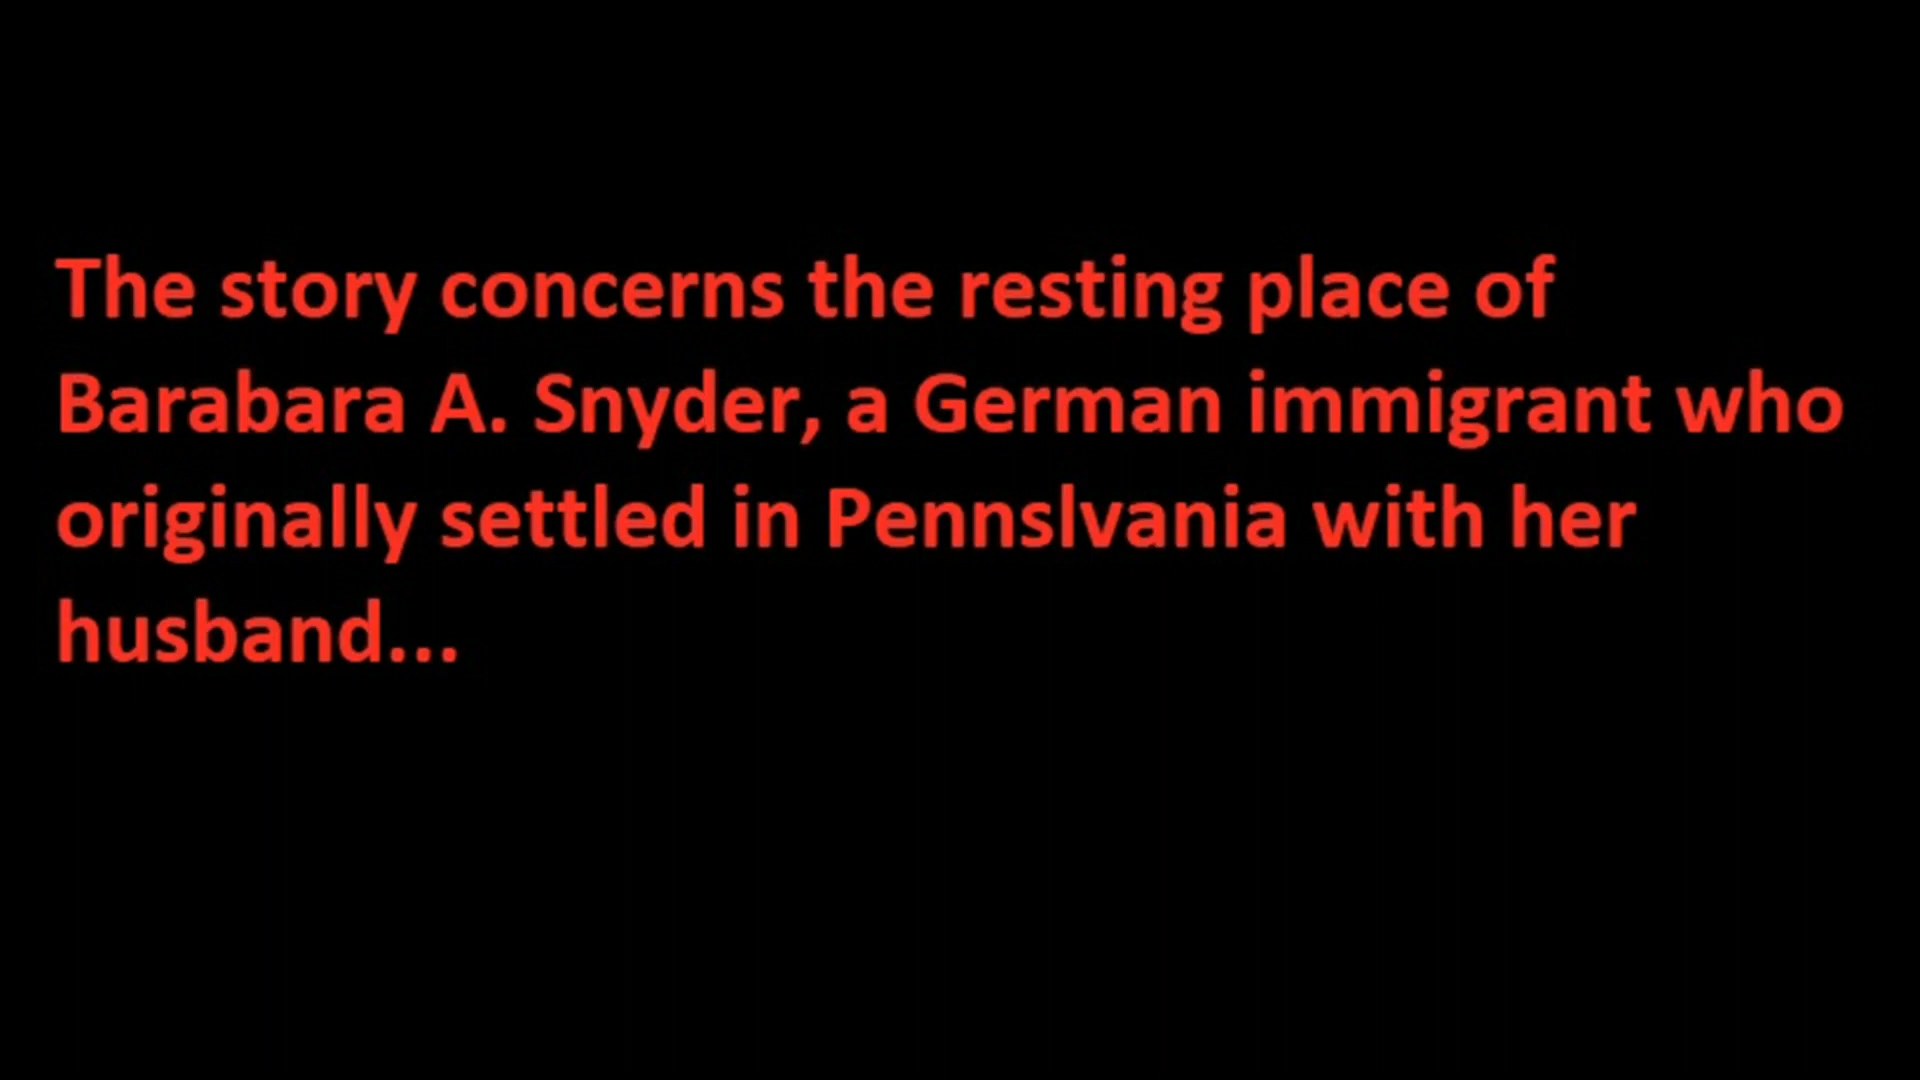 The story concerns the resting place of
Barabara A. Snyder, a German immigrant who
originally settled in Pennslvania with her
husband...